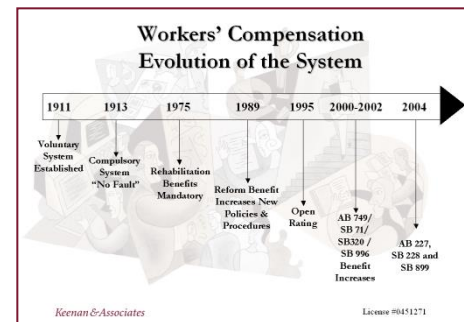 Workers' Compensation
Evolution of the System
1911 1913 1975 1989 1995 2000-2002 2004
Voluntary
System
Established
Compulsory
System
"No Fault"
Rehabilitation
Benefits
Mandatory
Reform Benefit
Increases New
Policies &
Procedures
Open
Rating
AB 749/
SB 71/
SB320 /
SB 996
Benefit
Increases
AB 227,
SB 228 and
SB 899
Keenan & Associates
License #0451271